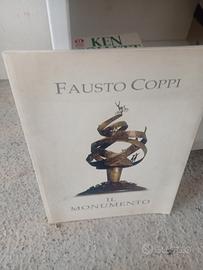 KEN
FAUSTO COPPI
IL
MONUMENTO